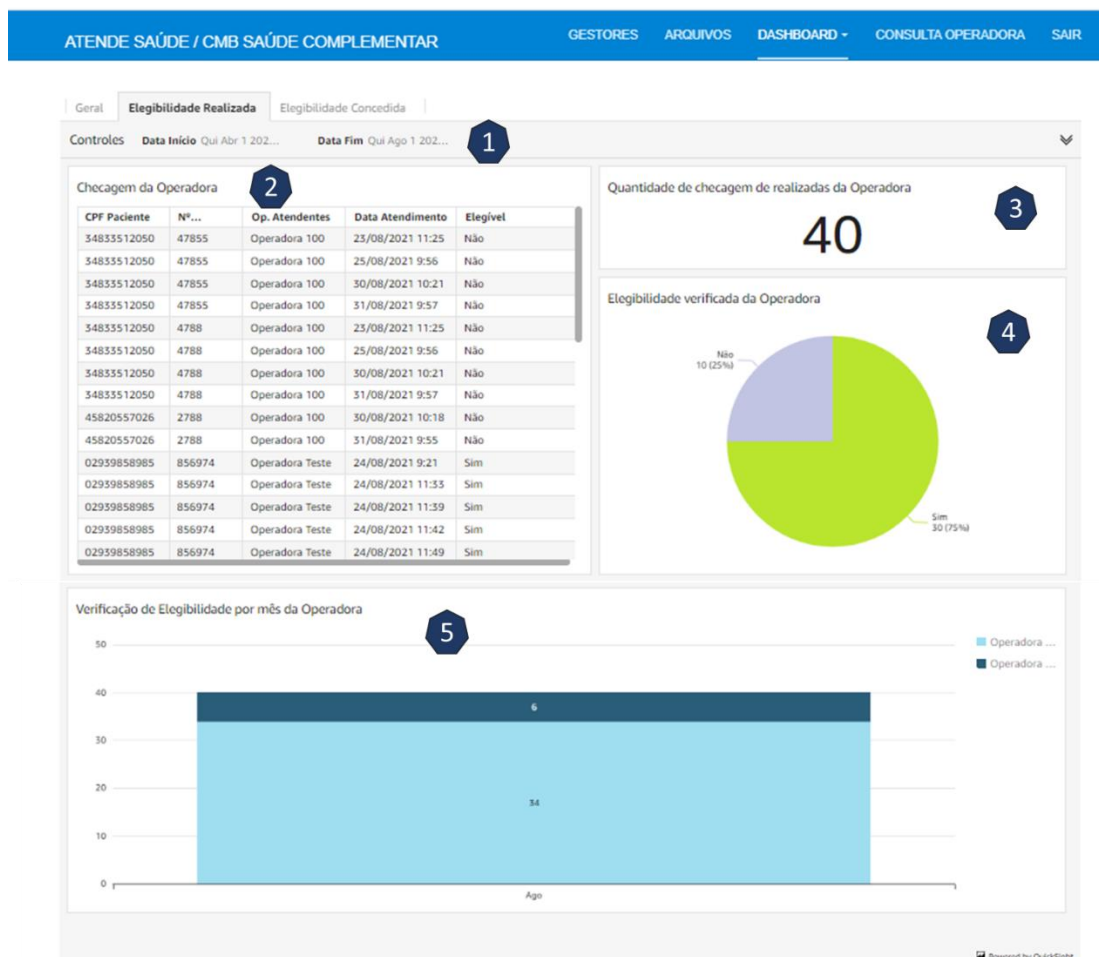 ATENDE SAÚDE / CMB SAÚDE COMPLEMENTAR GESTORES ARQUIVOS DASHBOARD CONSULTA OPERADORA SAIR
Geral Elegibilidade Realizada Elegibilidade Concedida
Controles Data Início Qui Abr 1 202... Data Fim Qui Ago 1 202... 1
Checagem da Operadora 2
CPF Paciente Nº... Op. Atendentes Data Atendimento Elegível
34833512050 47855 Operadora 100 23/08/2021 11:25 Não
34833512050 47855 Operadora 100 25/08/2021 9:56 Não
34833512050 47855 Operadora 100 30/08/2021 10:21 Não
34833512050 47855 Operadora 100 31/08/2021 9:57 Não
34833512050 4788 Operadora 100 23/08/2021 11:25 Não
34833512050 4788 Operadora 100 25/08/2021 9:56 Não
34833512050 4788 Operadora 100 30/08/2021 10:21 Não
34833512050 4788 Operadora 100 31/08/2021 9:57 Não
45820557026 2788 Operadora 100 30/08/2021 10:18 Não
45820557026 2788 Operadora 100 31/08/2021 9:55 Não
02939858985 856974 Operadora Teste 24/08/2021 9:21 Sim
02939858985 856974 Operadora Teste 24/08/2021 11:33 Sim
02939858985 856974 Operadora Teste 24/08/2021 11:39 Sim
02939858985 856974 Operadora Teste 24/08/2021 11:42 Sim
02939858985 856974 Operadora Teste 24/08/2021 11:49 Sim
Quantidade de checagem de realizadas da Operadora
3
40
Elegibilidade verificada da Operadora
4
Não
10 (25%)
Sim
30 (75%)
Verificação de Elegibilidade por mês da Operadora
5
50
40
30
20
10
0
6
34
Ago
Operadora ...
Operadora ...
Powered by QuickSight